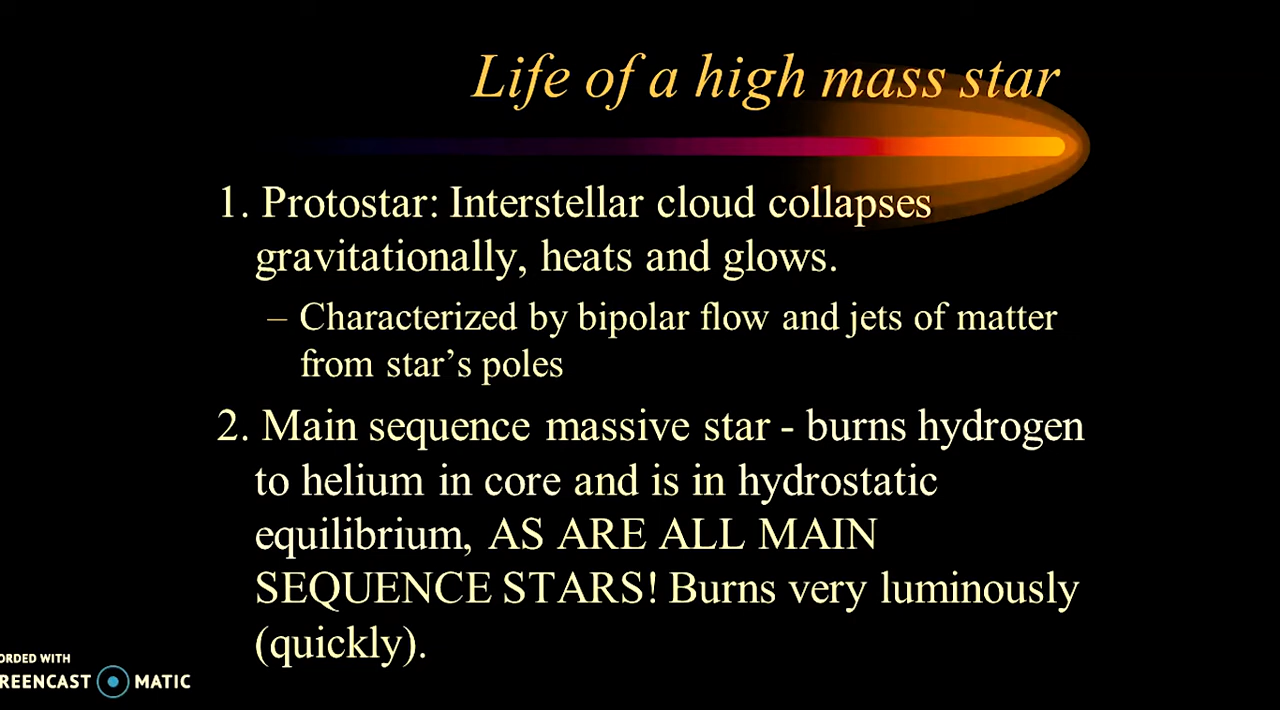 Life of a high mass star
1. Protostar: Interstellar cloud collapses
gravitationally, heats and glows.
– Characterized by bipolar flow and jets of matter
from star's poles
2. Main sequence massive star - burns hydrogen
to helium in core and is in hydrostatic
equilibrium, AS ARE ALL MAIN
SEQUENCE STARS! Burns very luminously
(quickly).
ORDED WITH
REENCAST MATIC